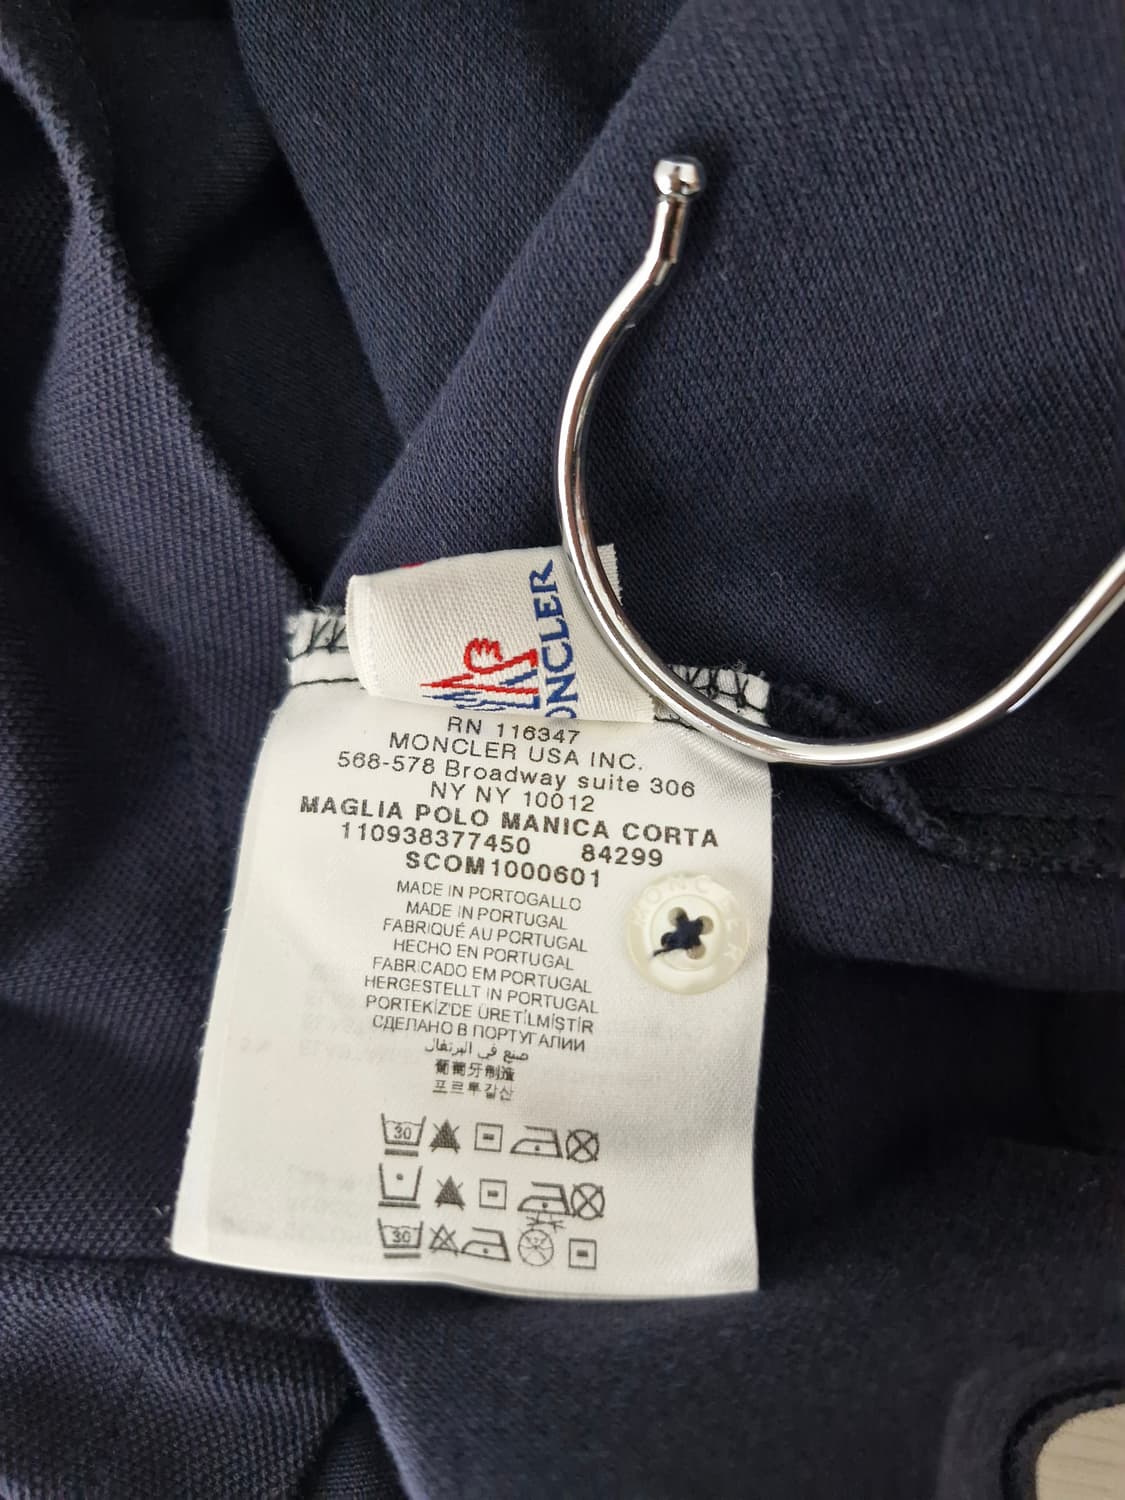 MONCLER
RN 116347
MONCLER USA INC.
568-578 Broadway suite 306
NY NY 10012
MAGLIA POLO MANICA CORTA
110938377450 84299
SCOM1000601
MADE IN PORTOGALLO
MADE IN PORTUGAL
FABRIQUÉ AU PORTUGAL
HECHO EN PORTUGAL
FABRICADO EM PORTUGAL
HERGESTELLT IN PORTUGAL
PORTEKİZ'DE ÜRETİLMİŞTİR
СДЕЛАНО В ПОРТУГАЛИИ
صنع في البرتغال
葡萄牙制造
포르투갈산
MONCLER
30
30